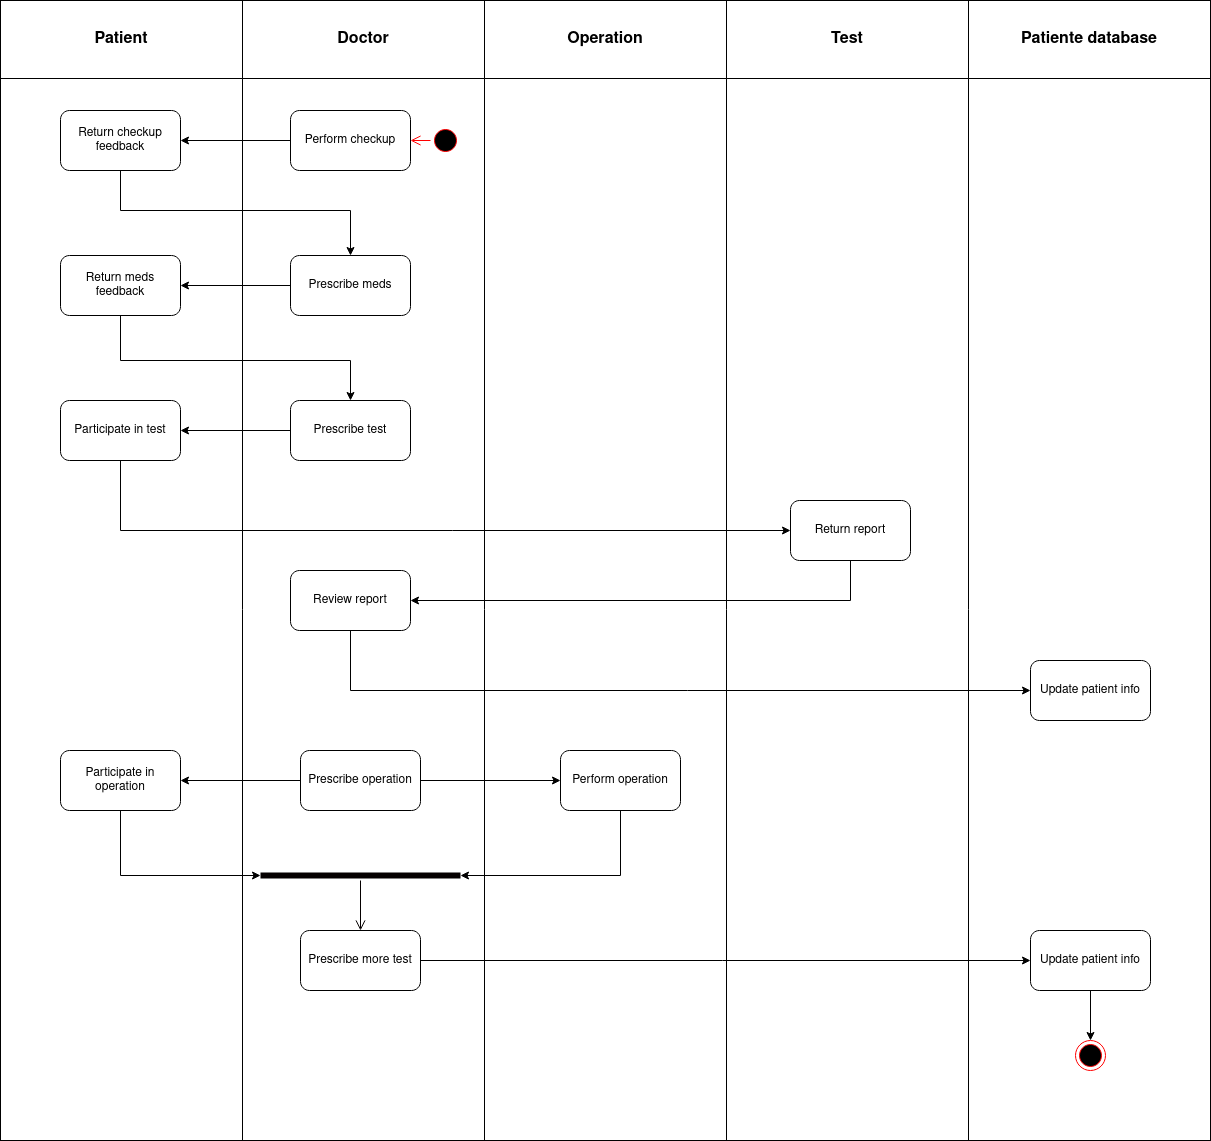 Patient
Doctor
Operation
Test
Patiente database
Return checkup
feedback
Perform checkup
Return meds
feedback
Prescribe meds
Participate in test
Prescribe test
Return report
Review report
Update patient info
Participate in
operation
Prescribe operation
Perform operation
Prescribe more test
Update patient info